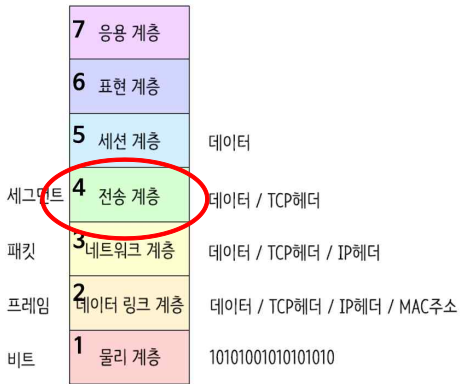 7 응용 계층
6 표현 계층
5 세션 계층 데이터
세그먼트 4 전송 계층 데이터 / TCP헤더
패킷 3 네트워크 계층 데이터 / TCP헤더 / IP헤더
프레임 2 데이터 링크 계층 데이터 / TCP헤더 / IP헤더 / MAC주소
비트 1 물리 계층 10101001010101010